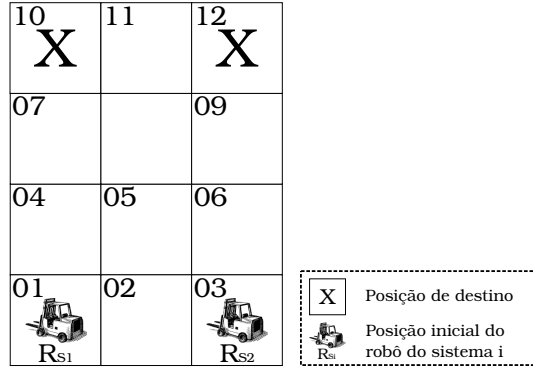 10 11 12
X X
07 09
04 05 06
01 02 03
RS1 RS2
X Posição de destino
Posição inicial do
RSi robô do sistema i